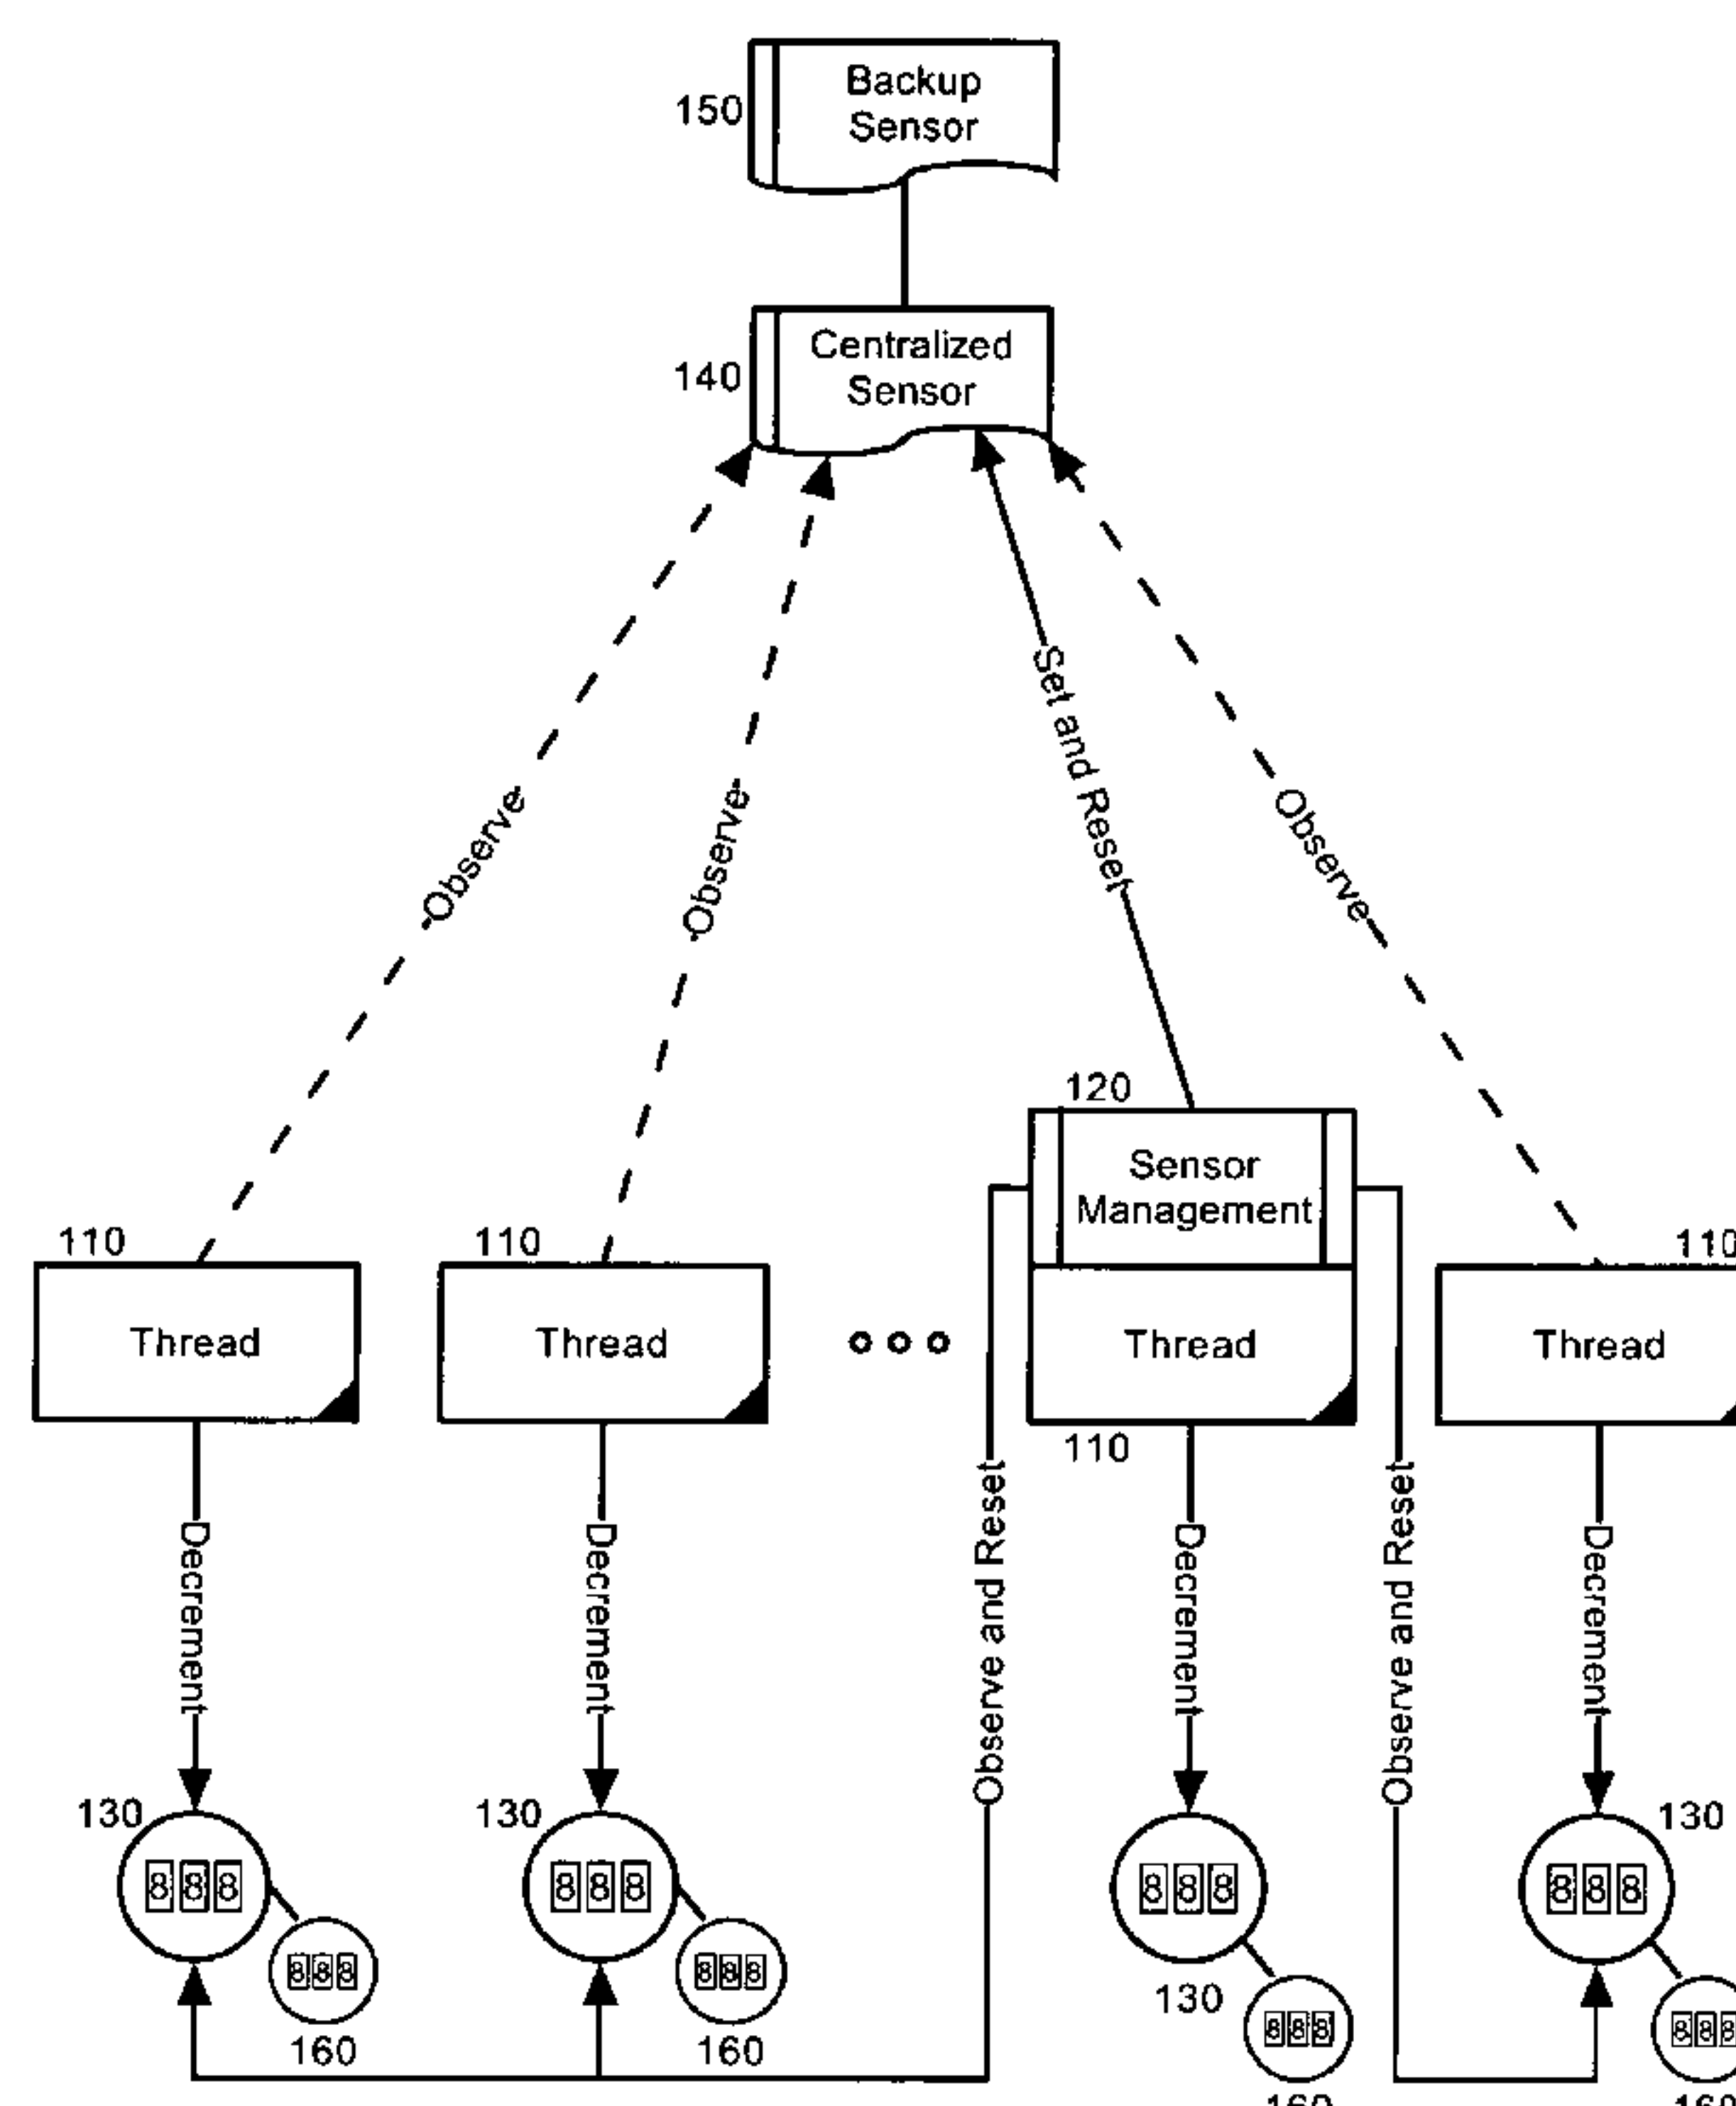 Backup
Sensor
150
Centralized
Sensor
140
Observe
Observe
Set and Reset
Observe
120
Sensor
Management
110
110
110
Thread
Thread
Thread
Thread
110
Decrement
Decrement
Observe and Reset
Decrement
Observe and Reset
Decrement
130
130
130
888
888
888
888
130
888
888
888
888
160
160
160
160